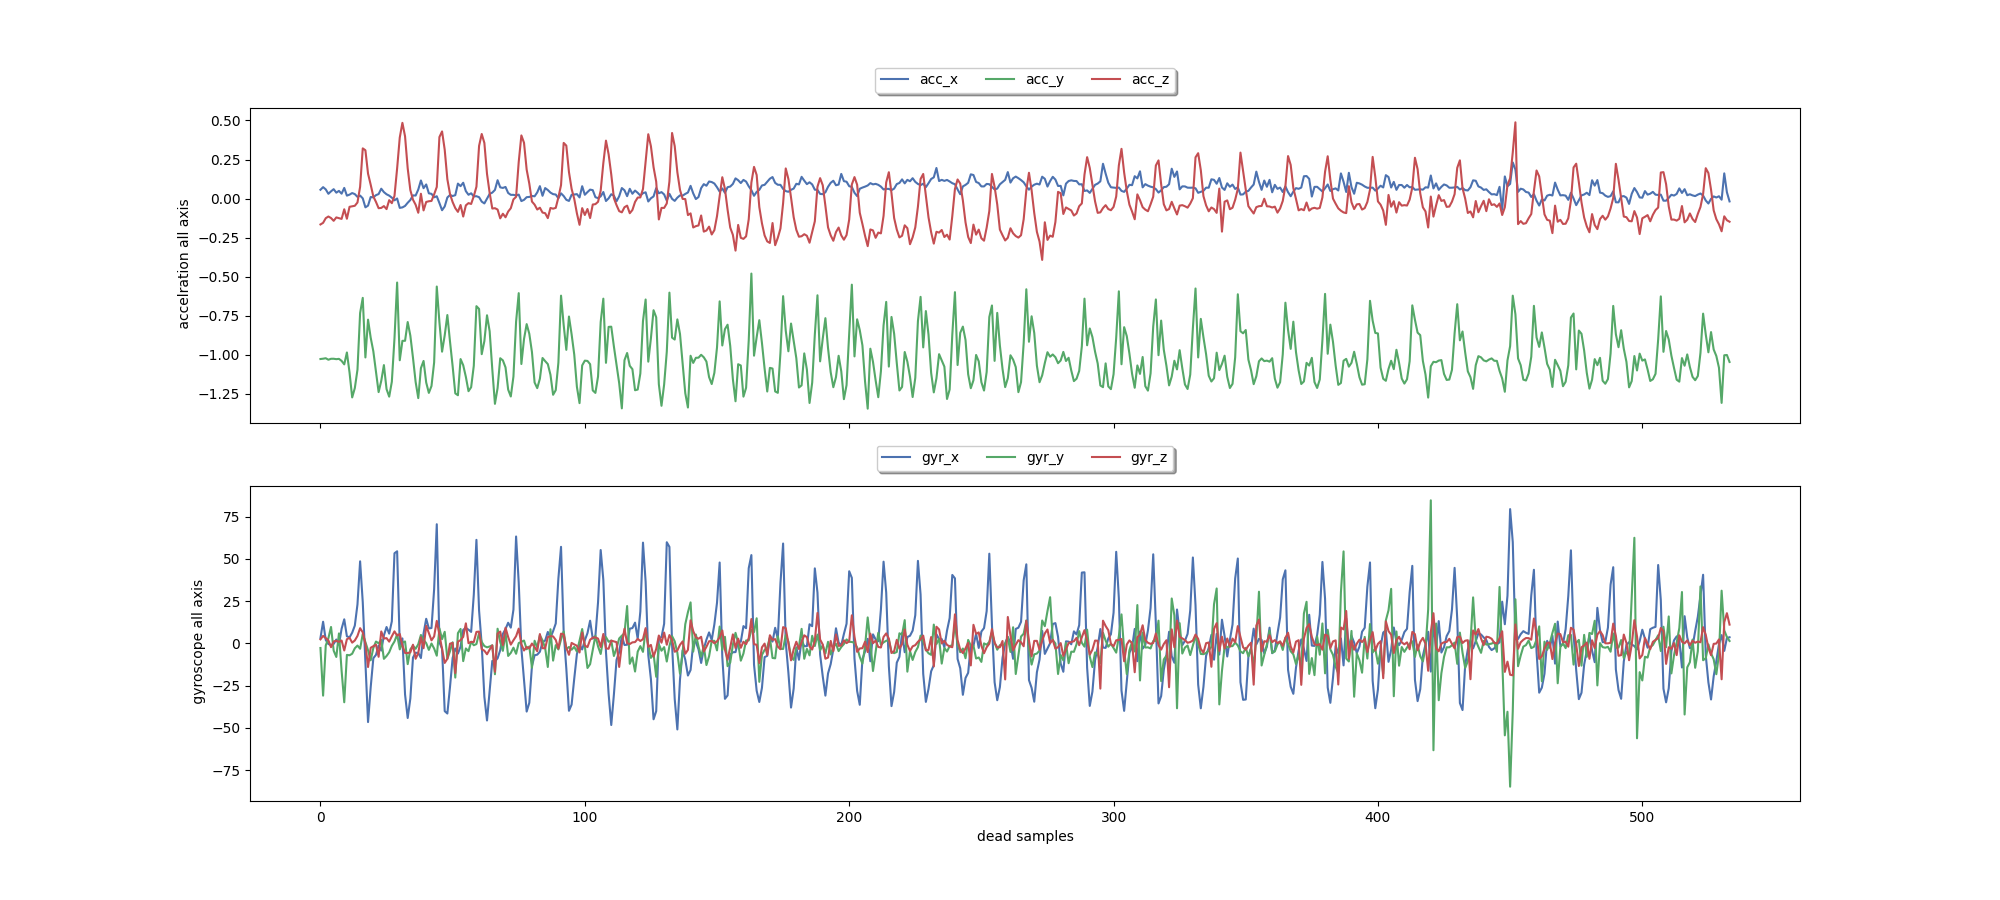 acc_x acc_y acc_z
0.50
0.25
0.00
−0.25
−0.50
−0.75
−1.00
−1.25
accelration all axis
gyr_x gyr_y gyr_z
75
50
25
0
−25
−50
−75
gyroscope all axis
0 100 200 300 400 500
dead samples